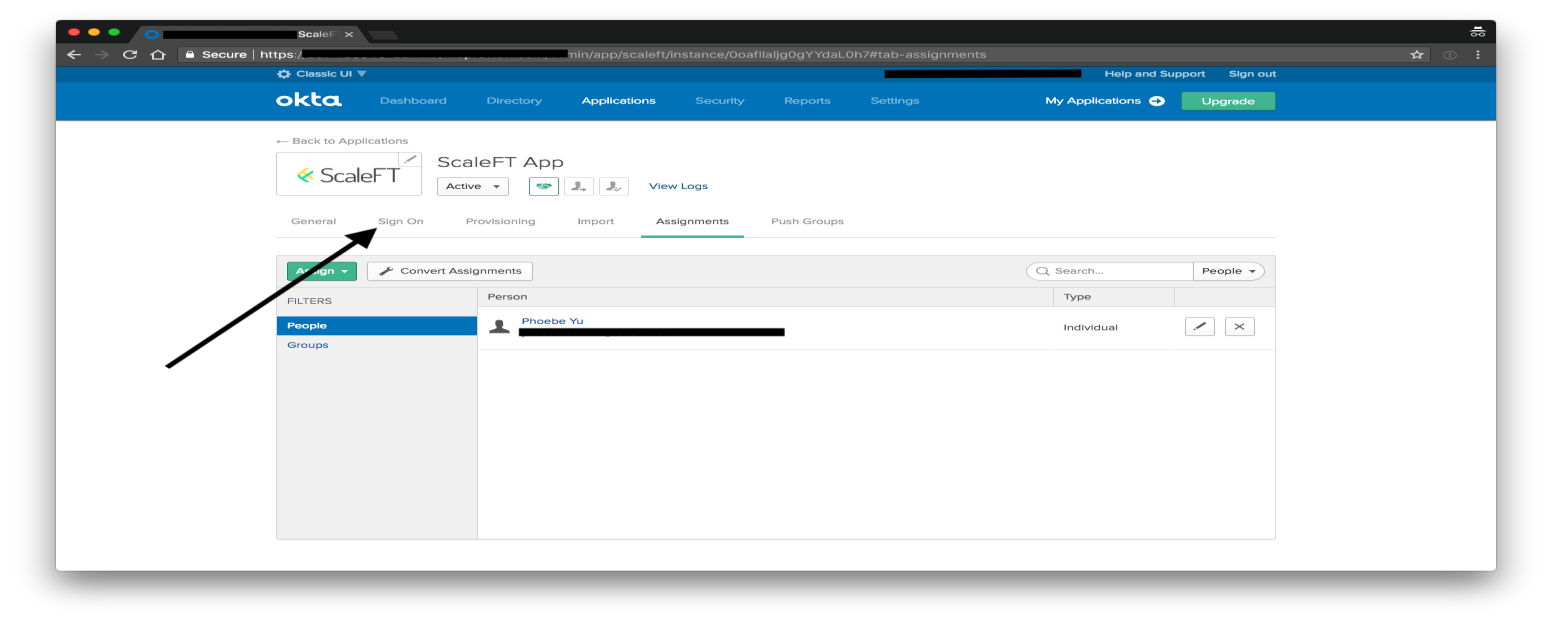 ScaleF
Secure | https:/ min/app/scaleft/instance/0oafilaljg0gYYdaL0h7#tab-assignments
Classic UI Help and Support Sign out
okta Dashboard Directory Applications Security Reports Settings My Applications Upgrade
← Back to Applications
ScaleFT
ScaleFT App
Active View Logs
General Sign On Provisioning Import Assignments Push Groups
Assign Convert Assignments Search... People
FILTERS Person Type
People
Groups
Phoebe Yu
Individual